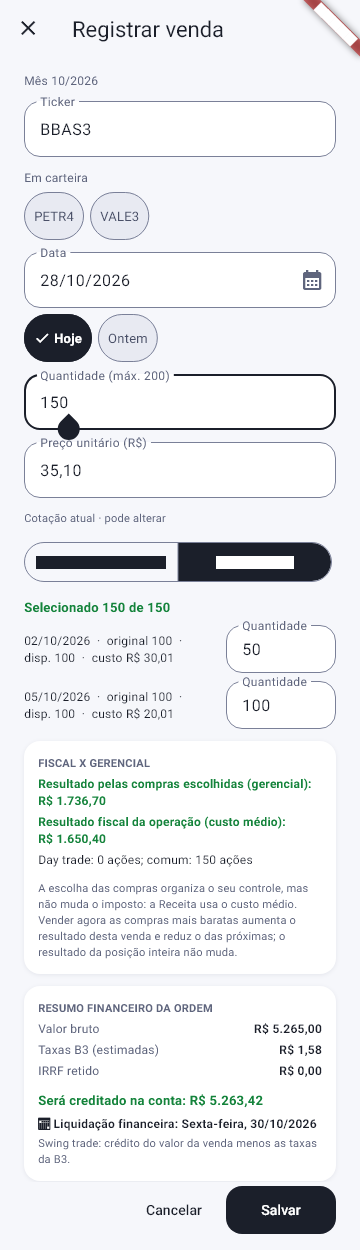 Registrar venda
Mês 10/2026
Ticker
BBAS3
Em carteira
PETR4
VALE3
Data
28/10/2026
Hoje
Ontem
Quantidade (máx. 200)
150
Preço unitário (R$)
35,10
Cotação atual · pode alterar
Selecionado 150 de 150
02/10/2026 · original 100 ·
disp. 100 · custo R$ 30,01
Quantidade
50
05/10/2026 · original 100 ·
disp. 100 · custo R$ 20,01
Quantidade
100
FISCAL X GERENCIAL
Resultado pelas compras escolhidas (gerencial):
R$ 1.736,70
Resultado fiscal da operação (custo médio):
R$ 1.650,40
Day trade: 0 ações; comum: 150 ações
A escolha das compras organiza o seu controle, mas
não muda o imposto: a Receita usa o custo médio.
Vender agora as compras mais baratas aumenta o
resultado desta venda e reduz o das próximas; o
resultado da posição inteira não muda.
RESUMO FINANCEIRO DA ORDEM
Valor bruto R$ 5.265,00
Taxas B3 (estimadas) R$ 1,58
IRRF retido R$ 0,00
Será creditado na conta: R$ 5.263,42
Liquidação financeira: Sexta-feira, 30/10/2026
Swing trade: crédito do valor da venda menos as taxas
da B3.
Cancelar
Salvar